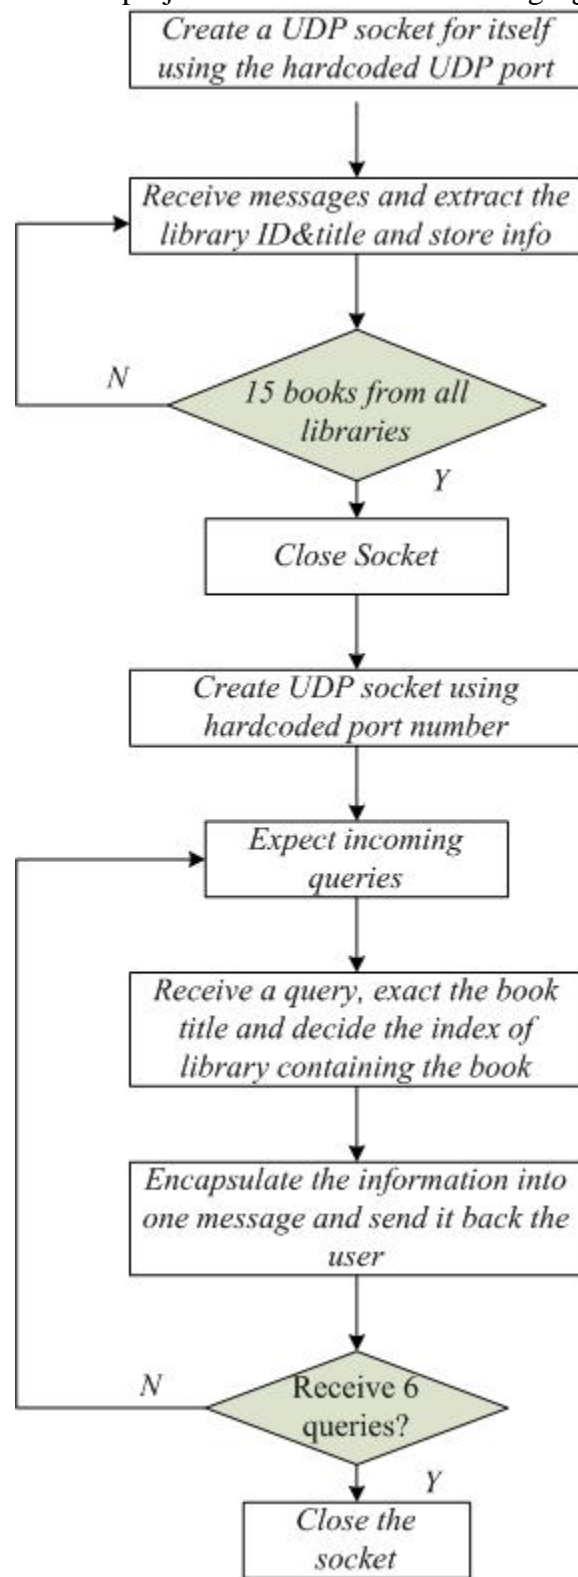 Create a UDP socket for itself
using the hardcoded UDP port
Receive messages and extract the
library ID&title and store info
N
15 books from all
libraries
Y
Close Socket
Create UDP socket using
hardcoded port number
Expect incoming
queries
Receive a query, exact the book
title and decide the index of
library containing the book
Encapsulate the information into
one message and send it back the
user
N
Receive 6
queries?
Y
Close the
socket